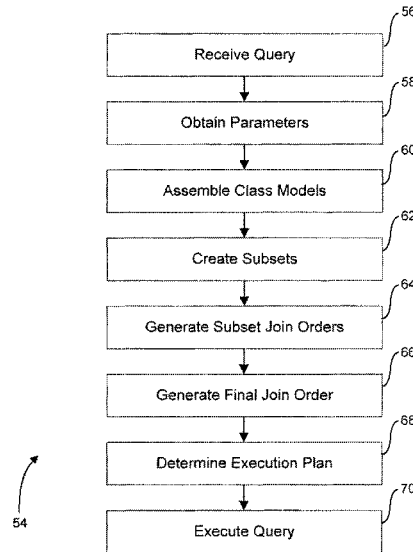 56
Receive Query
58
Obtain Parameters
60
Assemble Class Models
62
Create Subsets
64
Generate Subset Join Orders
66
Generate Final Join Order
68
Determine Execution Plan
70
Execute Query
54